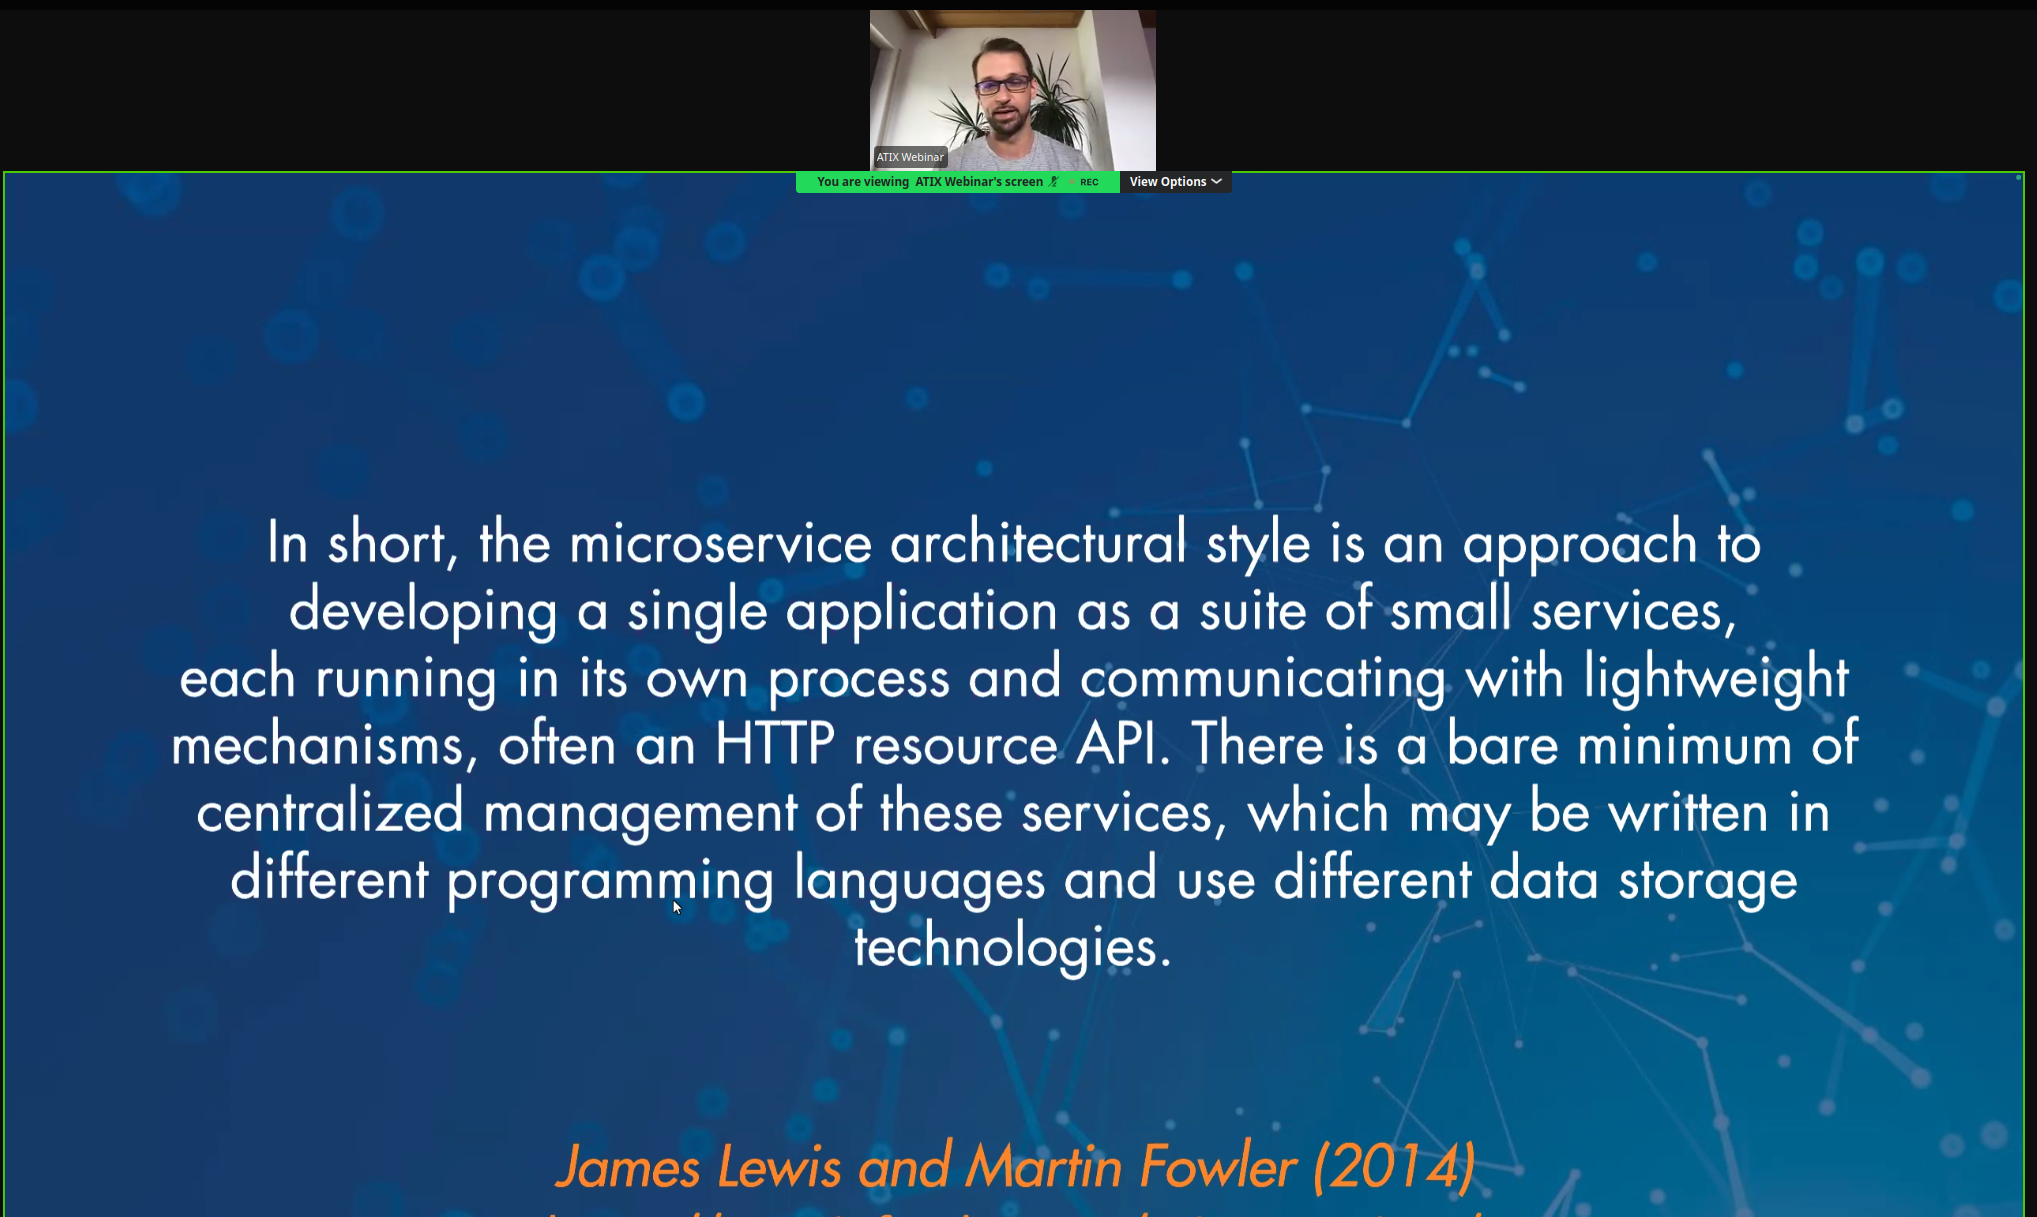 ATIX Webinar
You are viewing ATIX Webinar's screen REC View Options
In short, the microservice architectural style is an approach to
developing a single application as a suite of small services,
each running in its own process and communicating with lightweight
mechanisms, often an HTTP resource API. There is a bare minimum of
centralized management of these services, which may be written in
different programming languages and use different data storage
technologies.
James Lewis and Martin Fowler (2014)